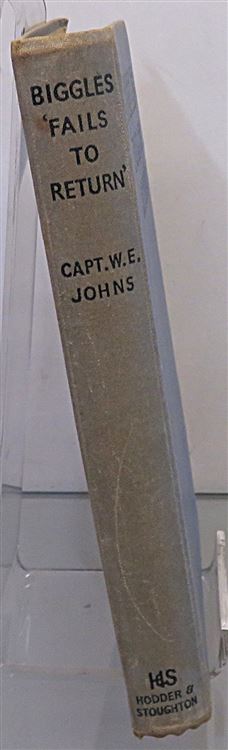 BIGGLES
'FAILS
TO
RETURN'
CAPT. W. E.
JOHNS
H&S
HODDER &
STOUGHTON